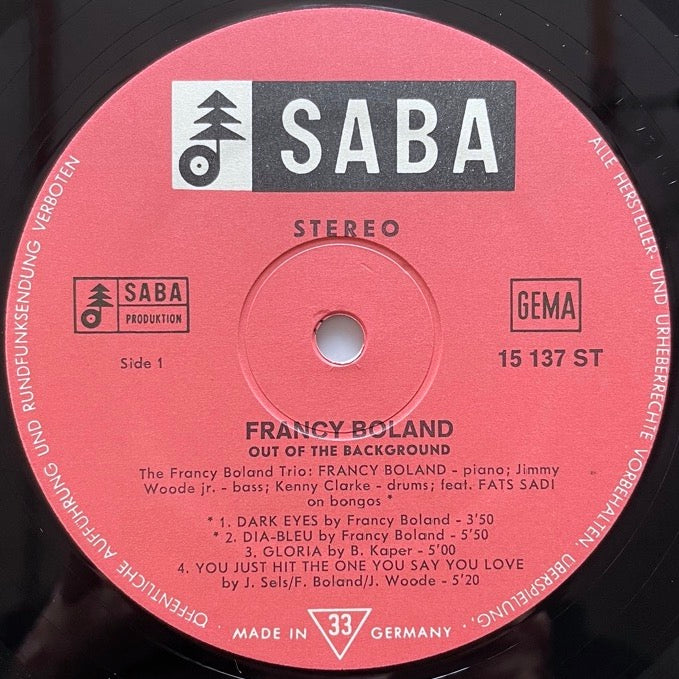 SABA
STEREO
SABA
PRODUKTION
GEMA
Side 1
15 137 ST
FRANCY BOLAND
OUT OF THE BACKGROUND
The Francy Boland Trio: FRANCY BOLAND - piano; Jimmy
Woode jr. - bass; Kenny Clarke - drums; feat. FATS SADI
on bongos *
* 1. DARK EYES by Francy Boland - 3'50
* 2. DIA-BLEU by Francy Boland - 5'50
3. GLORIA by B. Kaper - 5'00
4. YOU JUST HIT THE ONE YOU SAY YOU LOVE
by J. Sels/F. Boland/J. Woode - 5'20
MADE IN 33 GERMANY
ALLE HERSTELLER- UND URHEBERRECHTE VORBEHALTEN. ÜBERSPIELUNG,
ÖFFENTLICHE AUFFÜHRUNG UND RUNDFUNKSENDUNG VERBOTEN